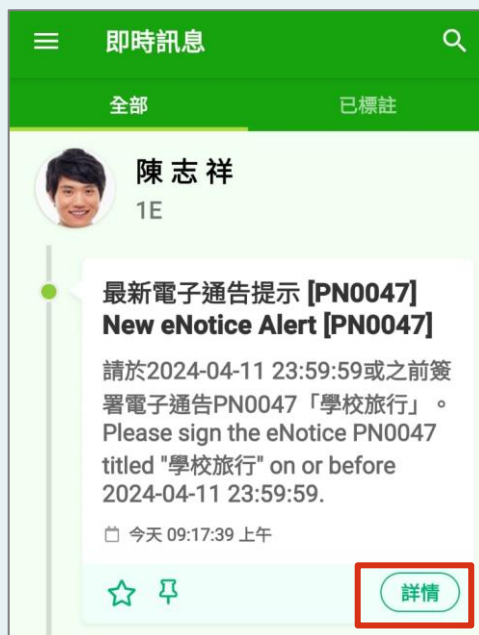 即時訊息
全部
已標註
陳志祥
1E
最新電子通告提示 [PN0047]
New eNotice Alert [PN0047]
請於2024-04-11 23:59:59或之前簽
署電子通告PN0047「學校旅行」。
Please sign the eNotice PN0047
titled "學校旅行" on or before
2024-04-11 23:59:59.
今天 09:17:39 上午
詳情